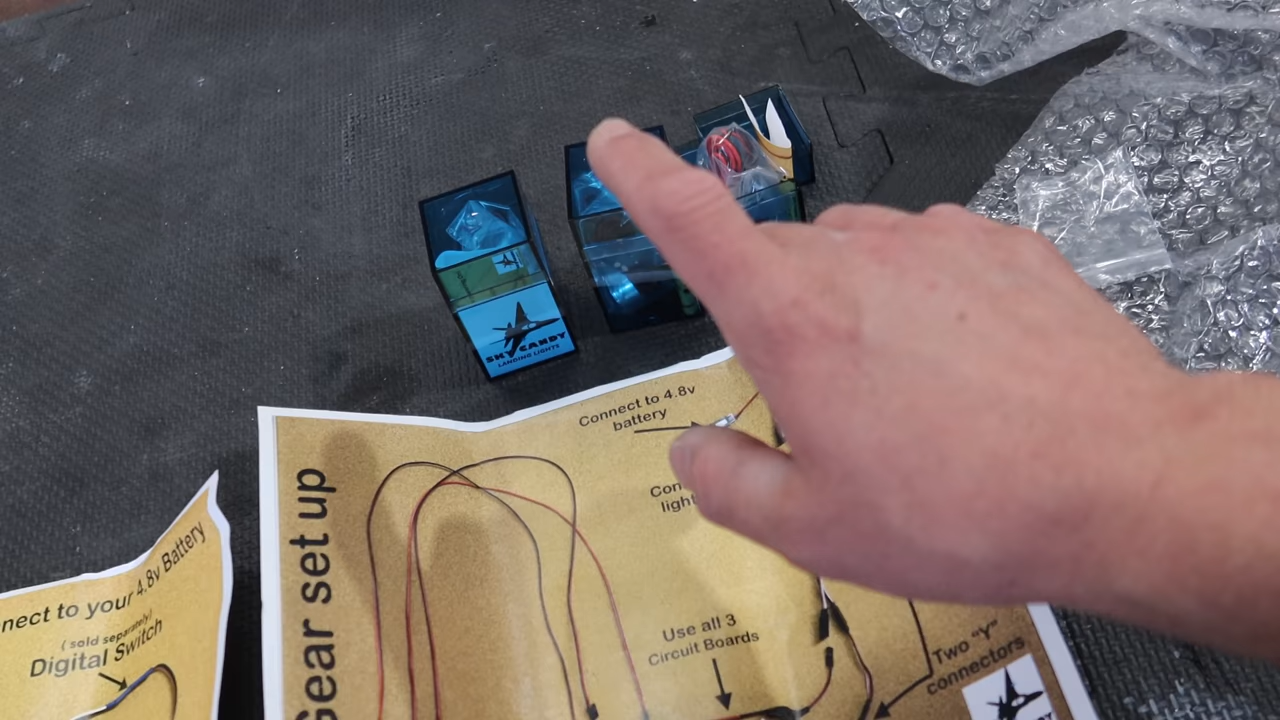 SKY CANDY
LANDING LIGHTS
Connect to 4.8v
battery
Gear set up
Use all 3
Circuit Boards
Two "Y"
connectors
to your 4.8v Battery
( sold separately)
Digital Switch